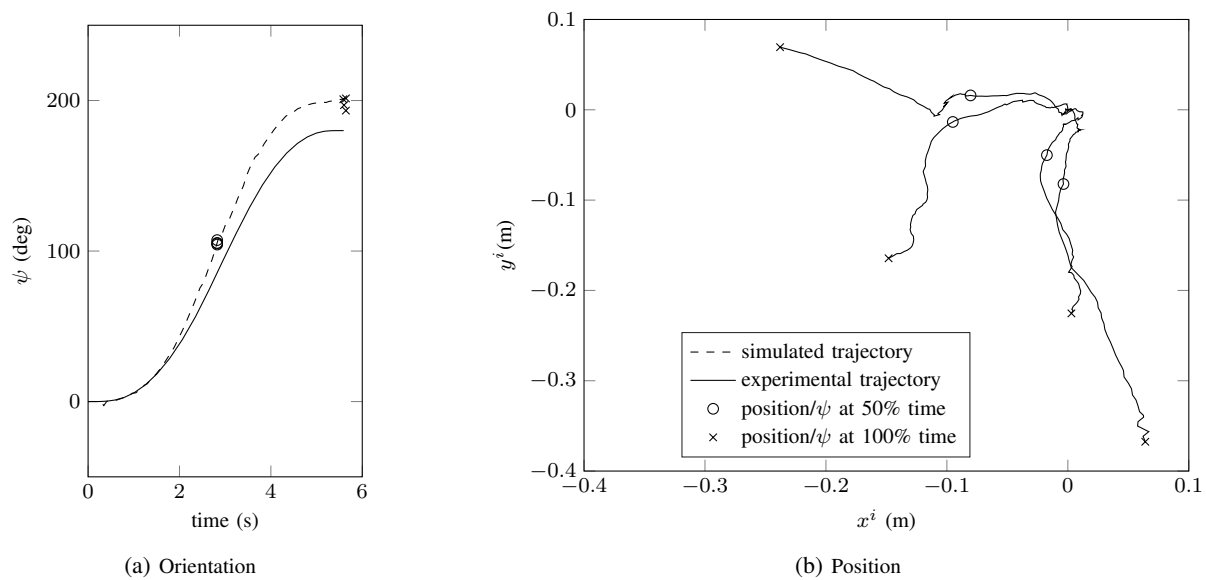 200
100
0
ψ (deg)
0 2 4 6
time (s)
(a) Orientation
0.1
0
−0.1
−0.2
−0.3
−0.4
y^i(m)
−0.4 −0.3 −0.2 −0.1 0 0.1
x^i (m)
simulated trajectory
experimental trajectory
position/ψ at 50% time
position/ψ at 100% time
(b) Position